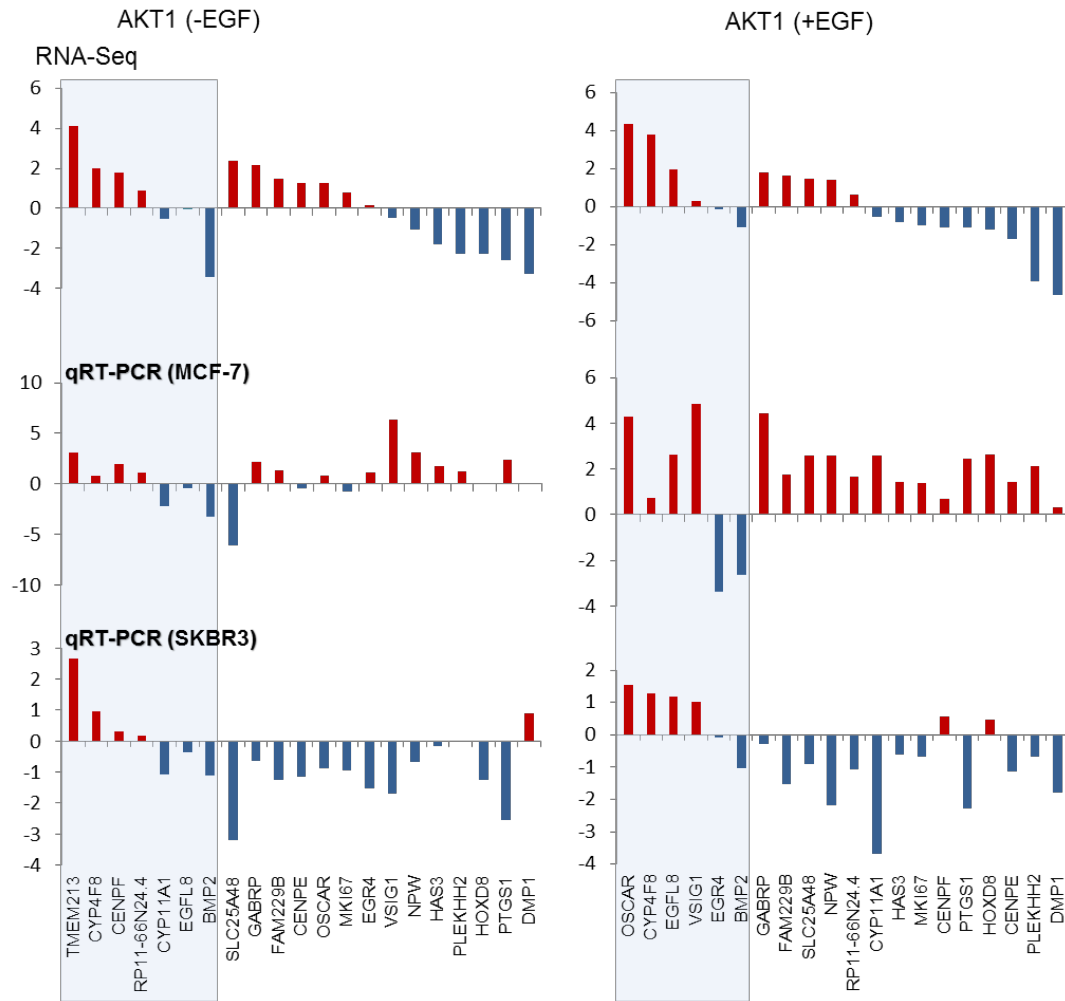 AKT1 (-EGF)
AKT1 (+EGF)
RNA-Seq
6
4
2
0
-2
-4
6
4
2
0
-2
-4
-6
qRT-PCR (MCF-7)
10
5
0
-5
-10
6
4
2
0
-2
-4
qRT-PCR (SKBR3)
3
2
1
0
-1
-2
-3
-4
2
1
0
-1
-2
-3
-4
TMEM213
CYP4F8
CENPF
RP11-66N24.4
CYP11A1
EGFL8
BMP2
SLC25A48
GABRP
FAM229B
CENPE
OSCAR
MKI67
EGR4
VSIG1
NPW
HAS3
PLEKHH2
HOXD8
PTGS1
DMP1
OSCAR
CYP4F8
EGFL8
VSIG1
EGR4
BMP2
GABRP
FAM229B
SLC25A48
NPW
RP11-66N24.4
CYP11A1
HAS3
MKI67
CENPF
PTGS1
HOXD8
CENPE
PLEKHH2
DMP1